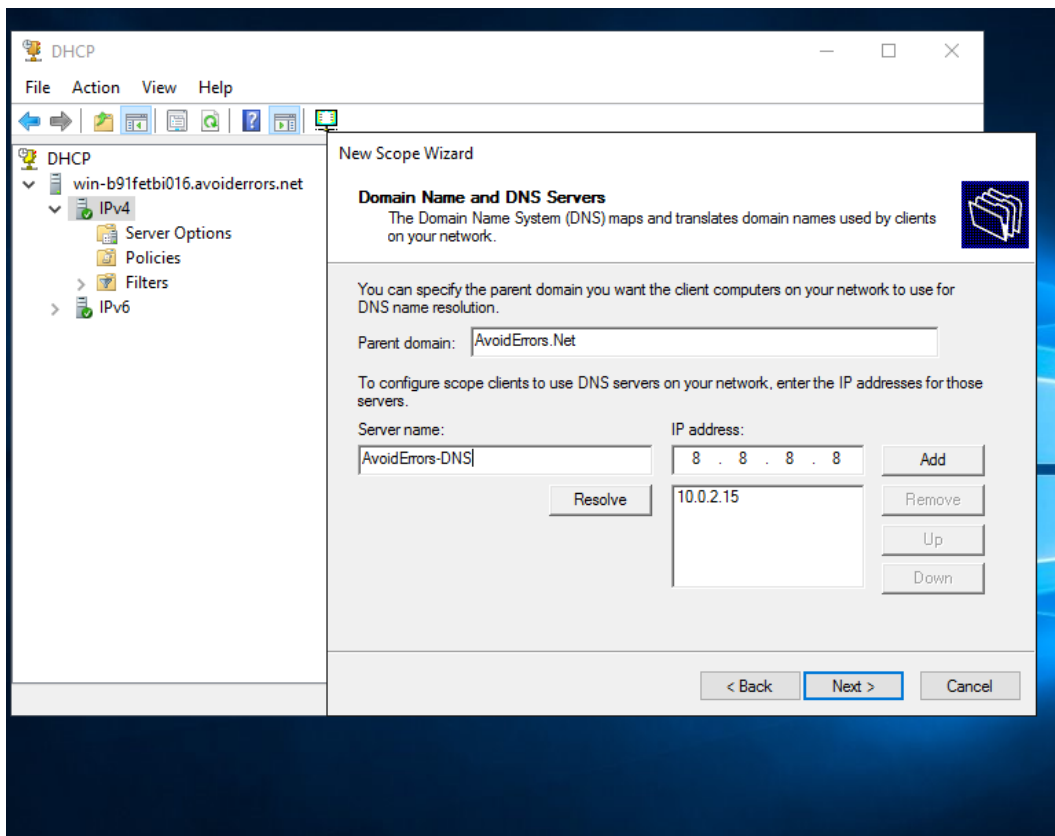 DHCP
File Action View Help
DHCP
win-b91fetbi016.avoiderrors.net
IPv4
Server Options
Policies
Filters
IPv6
New Scope Wizard
Domain Name and DNS Servers
The Domain Name System (DNS) maps and translates domain names used by clients
on your network.
You can specify the parent domain you want the client computers on your network to use for
DNS name resolution.
Parent domain: AvoidErrors.Net
To configure scope clients to use DNS servers on your network, enter the IP addresses for those
servers.
Server name: IP address:
AvoidErrors-DNS 8 . 8 . 8 . 8 Add
Resolve 10.0.2.15 Remove
Up
Down
< Back Next > Cancel